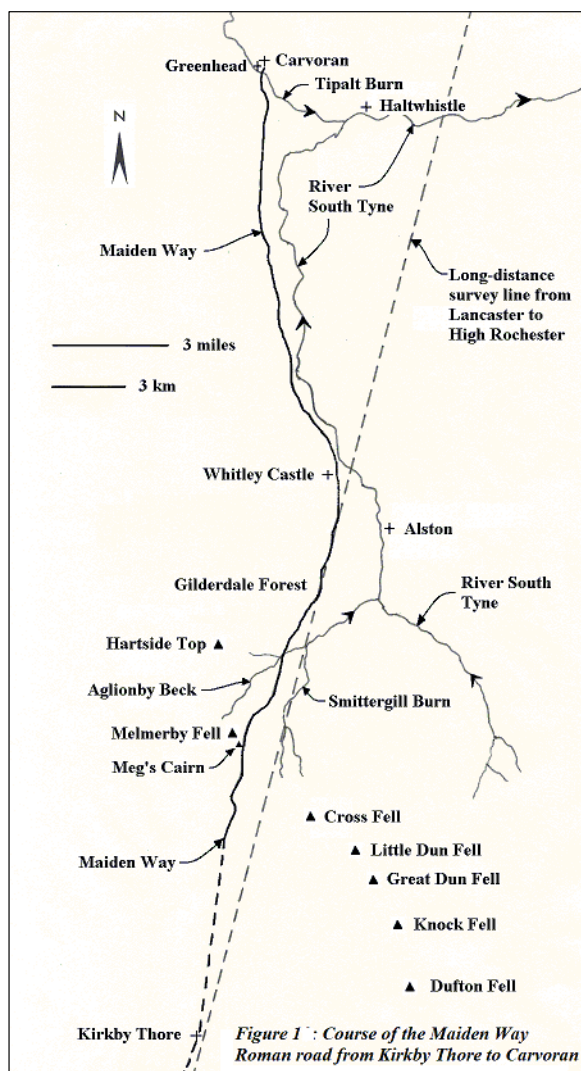 Carvoran
Greenhead
Tipalt Burn
Haltwhistle
N
River
South Tyne
Maiden Way
Long-distance
survey line from
Lancaster to
High Rochester
3 miles
3 km
Whitley Castle
Alston
Gilderdale Forest
River South
Tyne
Hartside Top
Aglionby Beck
Smittergill Burn
Melmerby Fell
Meg's Cairn
Cross Fell
Little Dun Fell
Maiden Way
Great Dun Fell
Knock Fell
Dufton Fell
Kirkby Thore
Figure 1 : Course of the Maiden Way
Roman road from Kirkby Thore to Carvoran